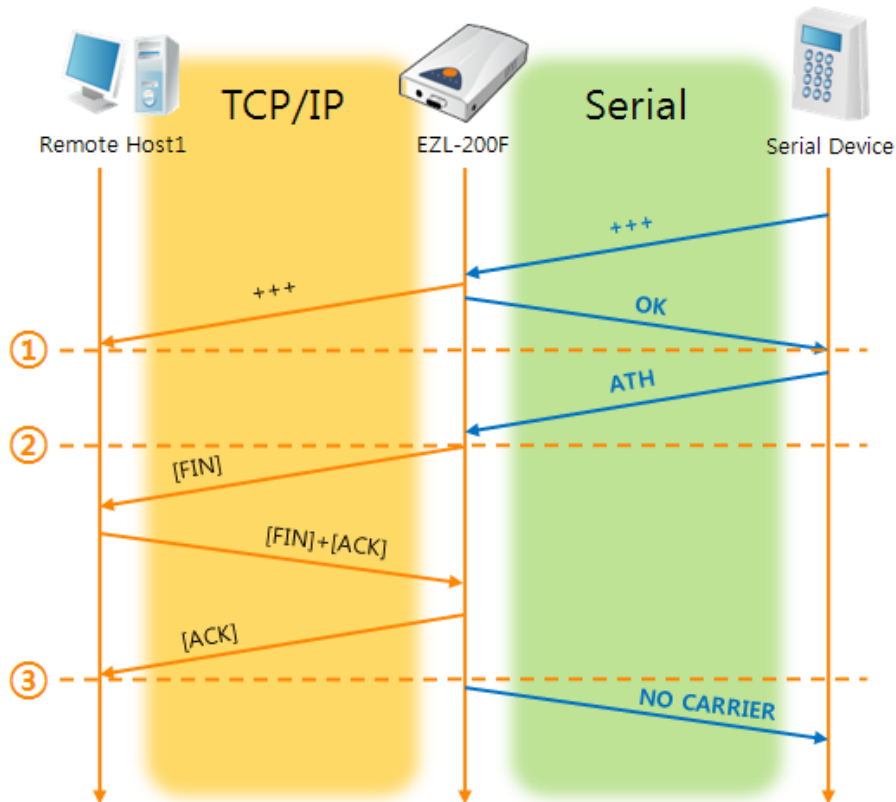 TCP/IP
Serial
Remote Host1
EZL-200F
Serial Device
+++
+++
OK
①
ATH
②
[FIN]
[FIN]+[ACK]
[ACK]
③
NO CARRIER